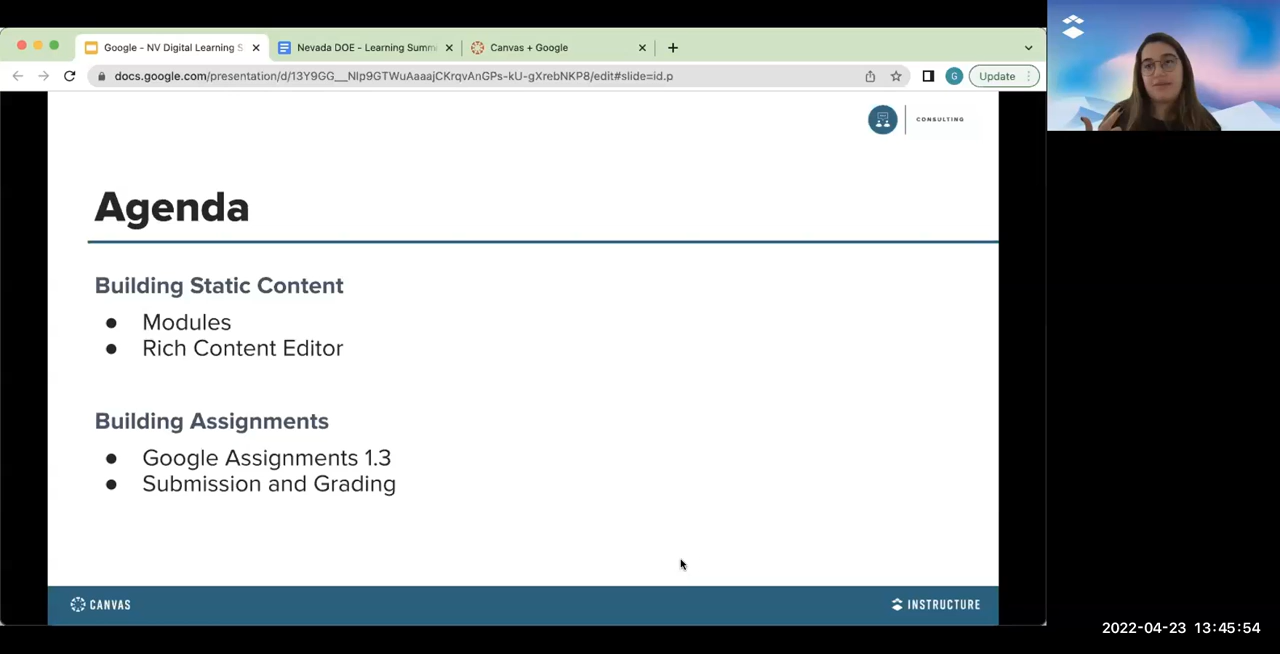 Google - NV Digital Learning S
Nevada DOE - Learning Summ
Canvas + Google
docs.google.com/presentation/d/13Y9GG__Nlp9GTWuAaaajCKrqvAnGPs-kU-gXrebNKP8/edit#slide=id.p
G
Update
CONSULTING
Agenda
Building Static Content
● Modules
● Rich Content Editor
Building Assignments
● Google Assignments 1.3
● Submission and Grading
CANVAS
INSTRUCTURE
2022-04-23 13:45:54